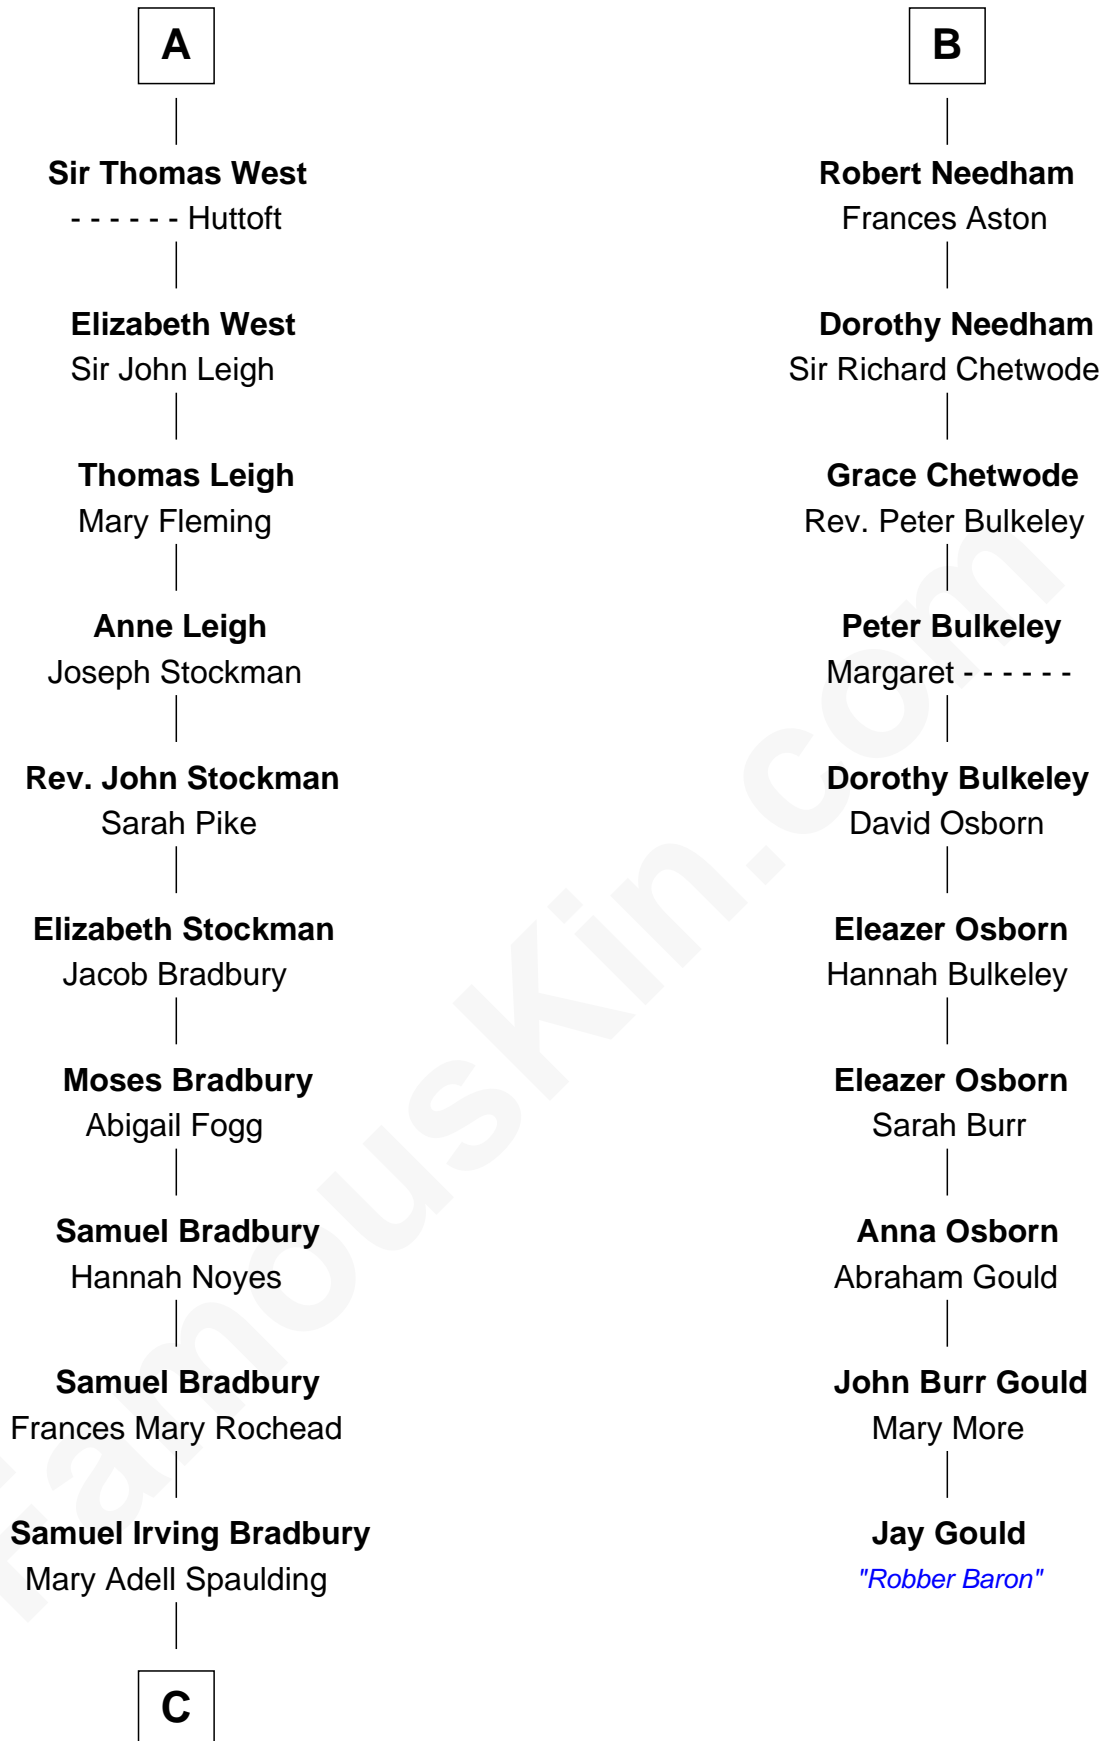 A
Sir Thomas West
- - - - - - Huttoft
Elizabeth West
Sir John Leigh
Thomas Leigh
Mary Fleming
Anne Leigh
Joseph Stockman
Rev. John Stockman
Sarah Pike
Elizabeth Stockman
Jacob Bradbury
Moses Bradbury
Abigail Fogg
Samuel Bradbury
Hannah Noyes
Samuel Bradbury
Frances Mary Rochead
Samuel Irving Bradbury
Mary Adell Spaulding
C
B
Robert Needham
Frances Aston
Dorothy Needham
Sir Richard Chetwode
Grace Chetwode
Rev. Peter Bulkeley
Peter Bulkeley
Margaret - - - - - -
Dorothy Bulkeley
David Osborn
Eleazer Osborn
Hannah Bulkeley
Eleazer Osborn
Sarah Burr
Anna Osborn
Abraham Gould
John Burr Gould
Mary More
Jay Gould
"Robber Baron"
FamousKin.com